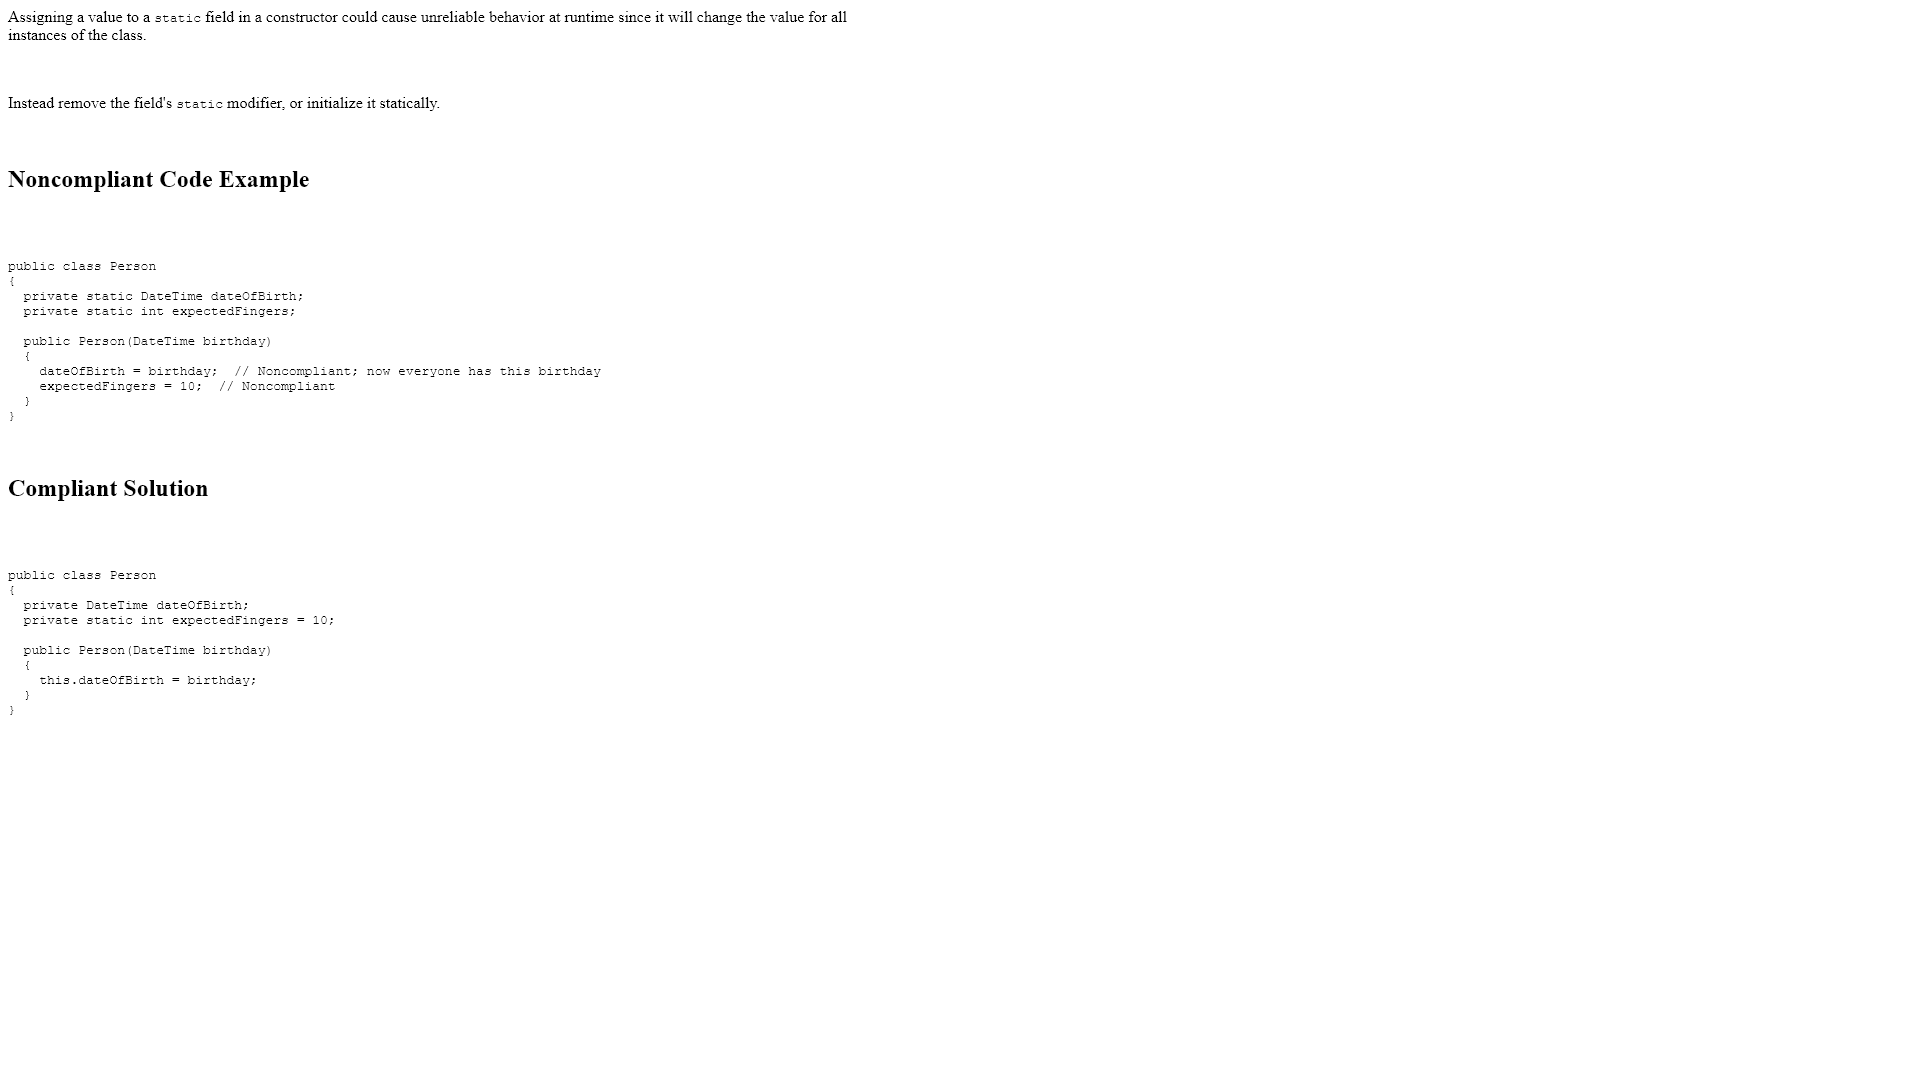 Assigning a value to a static field in a constructor could cause unreliable behavior at runtime since it will change the value for all
instances of the class.
Instead remove the field's static modifier, or initialize it statically.
Noncompliant Code Example
public class Person
{
  private static DateTime dateOfBirth;
  private static int expectedFingers;
  public Person(DateTime birthday)
  {
    dateOfBirth = birthday;  // Noncompliant; now everyone has this birthday
    expectedFingers = 10;  // Noncompliant
  }
}
Compliant Solution
public class Person
{
  private DateTime dateOfBirth;
  private static int expectedFingers = 10;
  public Person(DateTime birthday)
  {
    this.dateOfBirth = birthday;
  }
}